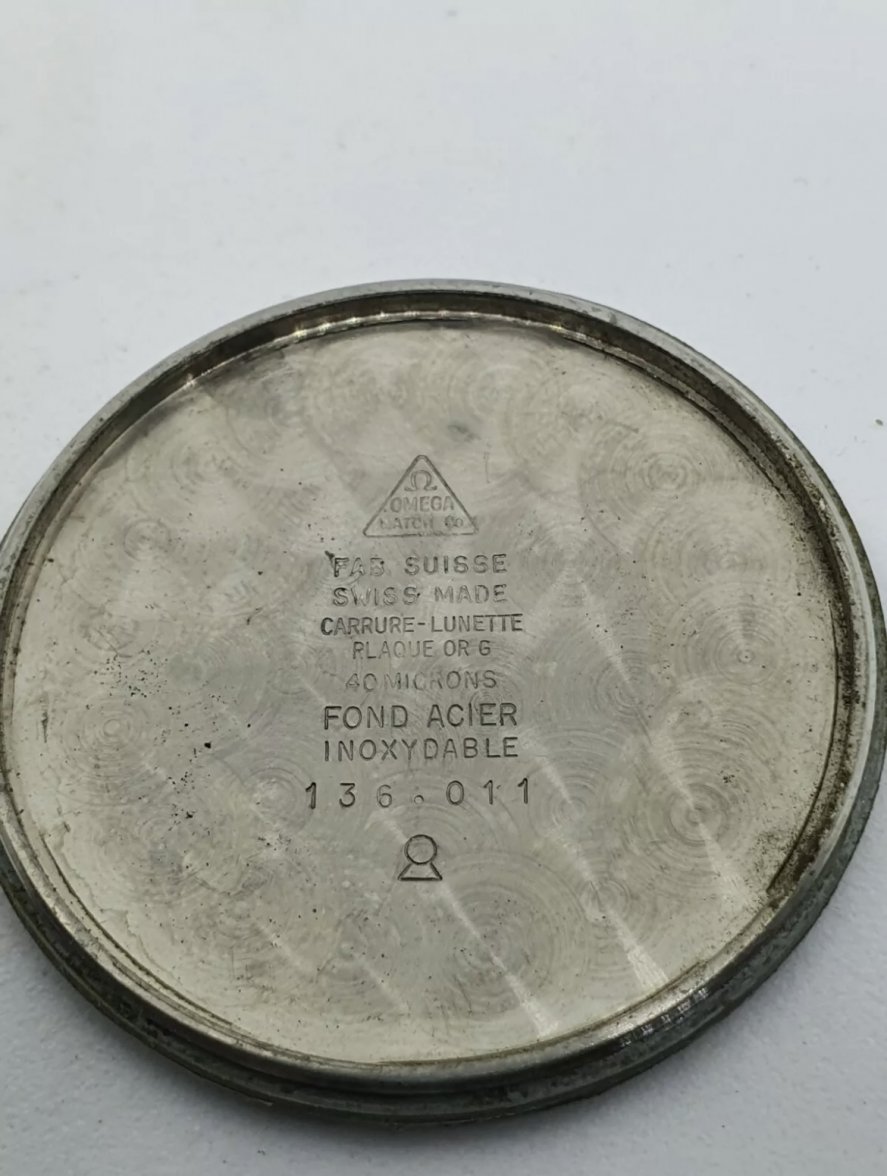 Ω
OMEGA
WATCH Co
FAB. SUISSE
SWISS MADE
CARRURE-LUNETTE
PLAQUE OR G
40 MICRONS
FOND ACIER
INOXYDABLE
136.011